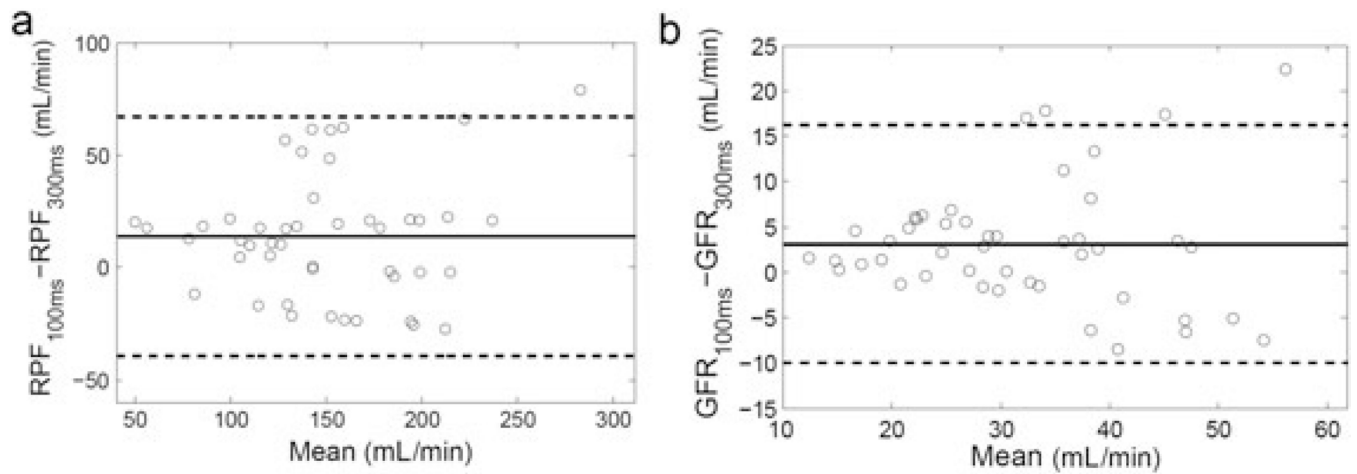 a
RPF100ms−RPF300ms (mL/min)
100
50
0
−50
50 100 150 200 250 300
Mean (mL/min)
b
GFR100ms−GFR300ms (mL/min)
25
20
15
10
5
0
−5
−10
−15
10 20 30 40 50 60
Mean (mL/min)